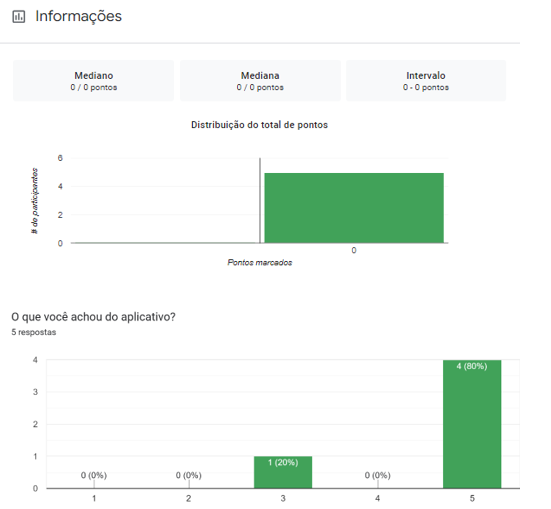 Informações
Mediano
0 / 0 pontos
Mediana
0 / 0 pontos
Intervalo
0 - 0 pontos
Distribuição do total de pontos
# de participantes
6
4
2
0
0
Pontos marcados
O que você achou do aplicativo?
5 respostas
4
3
2
1
0
0 (0%)
0 (0%)
1 (20%)
0 (0%)
4 (80%)
1
2
3
4
5